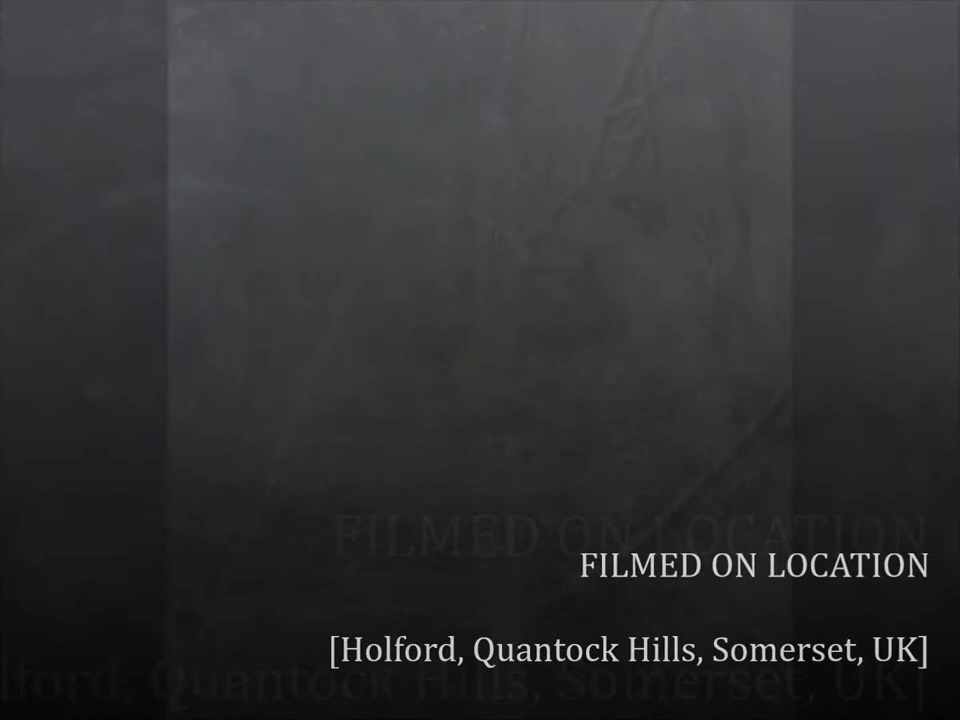 FILMED ON LOCATION
[Holford, Quantock Hills, Somerset, UK]